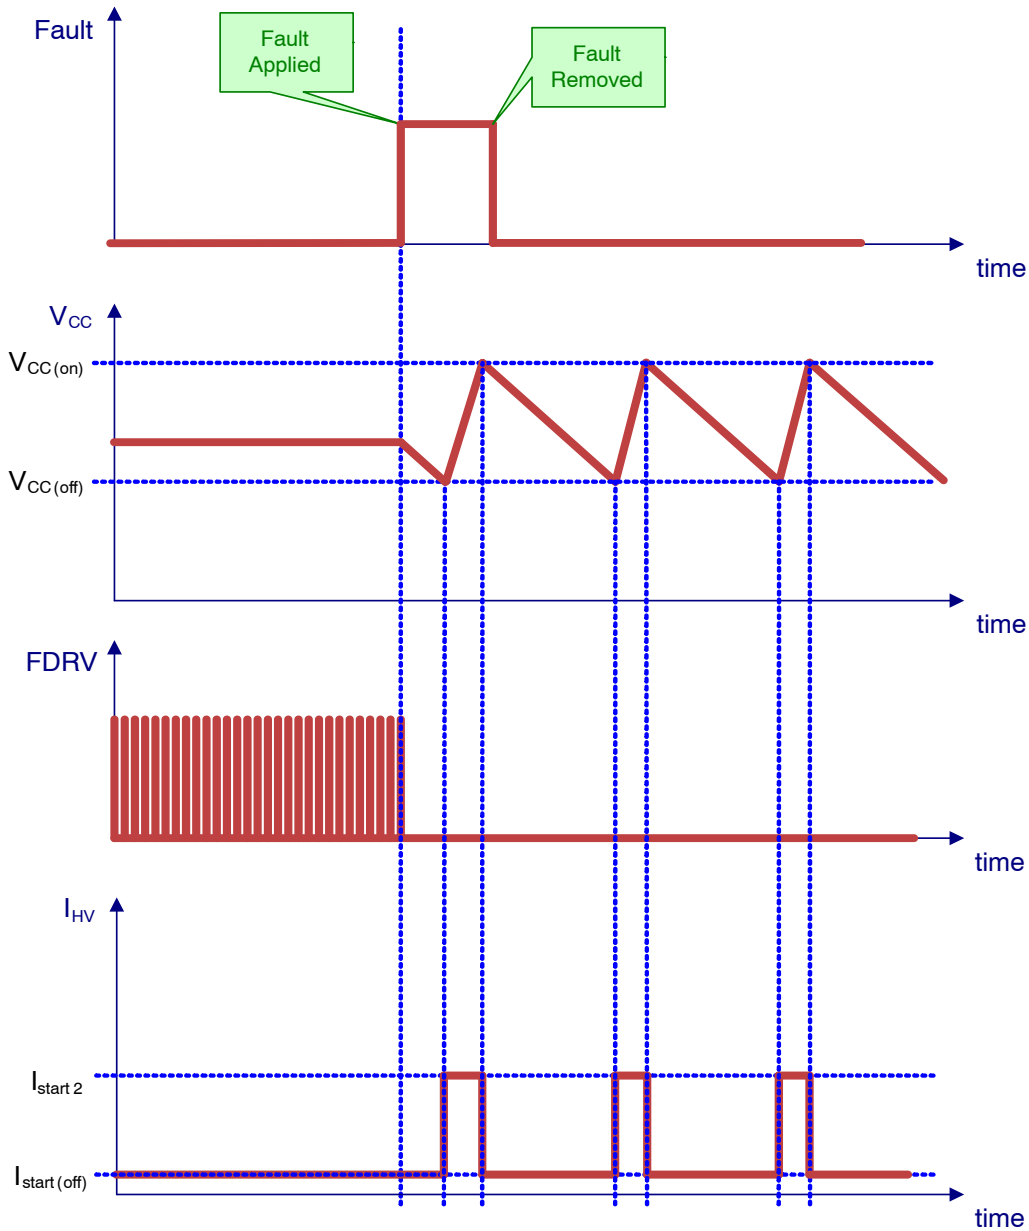 Fault
Fault
Applied
Fault
Removed
time
VCC
VCC (on)
VCC (off)
time
FDRV
time
IHV
Istart 2
Istart (off)
time